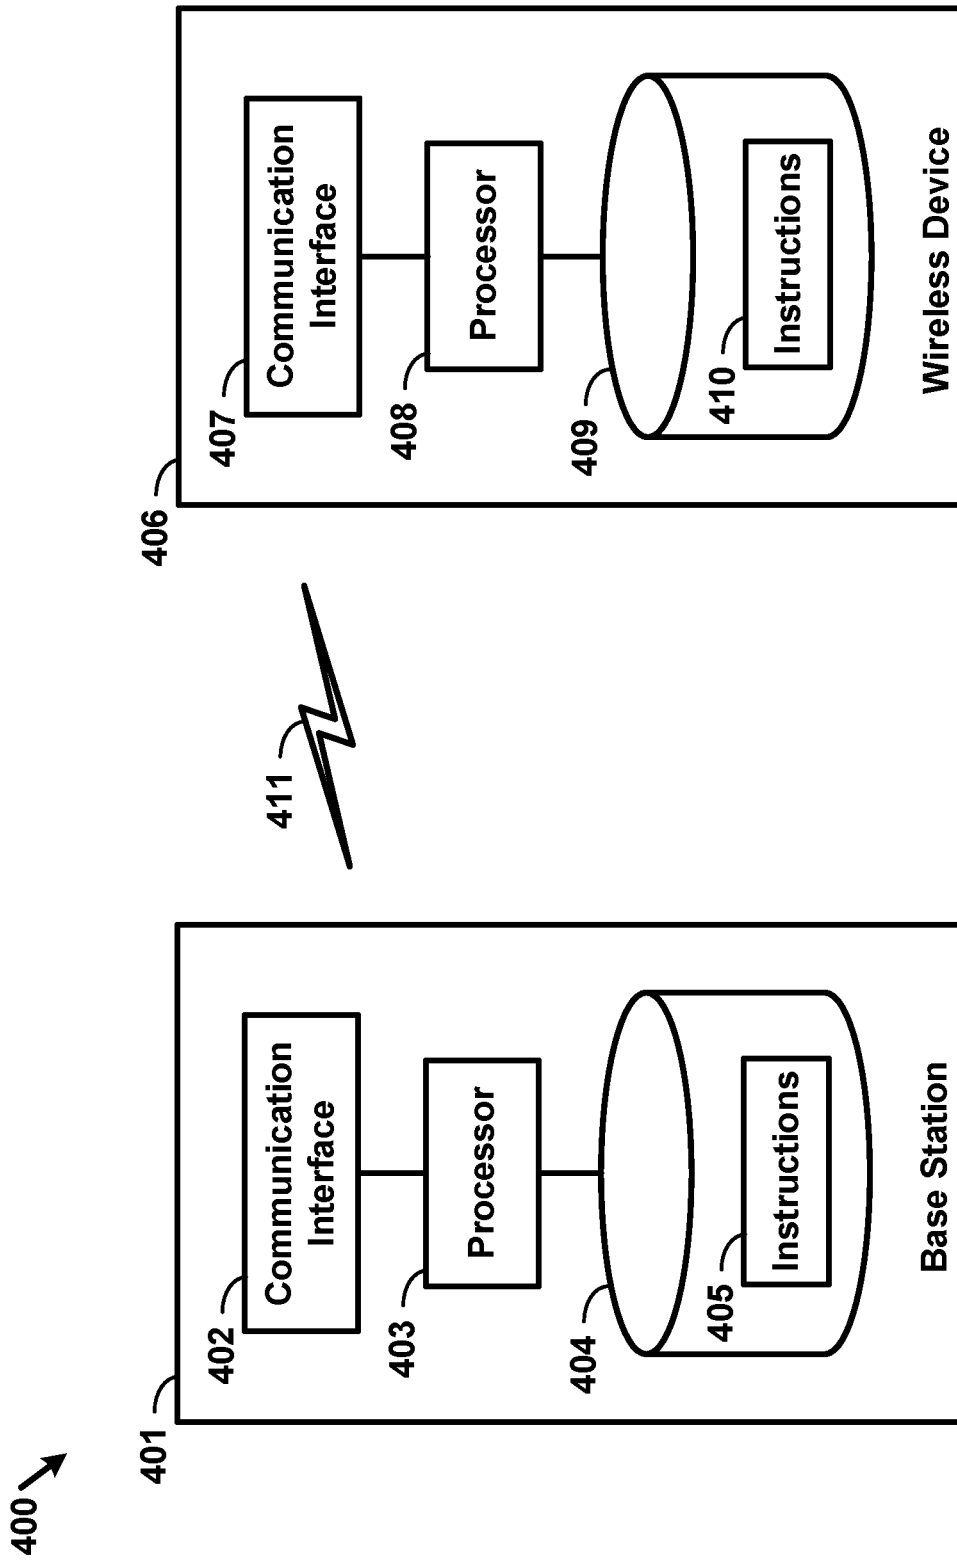 400
401
402
Communication
Interface
403
Processor
404
405
Instructions
Base Station
411
406
407
Communication
Interface
408
Processor
409
410
Instructions
Wireless Device